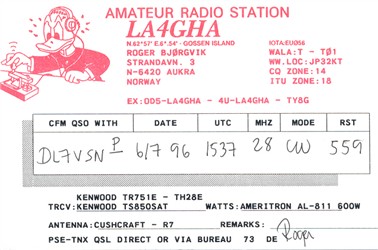 AMATEUR RADIO STATION
LA4GHA
N 62°57' E 6°.54' - GOSSEN ISLAND
IOTA:EU056
ROGER BJØRGVIK
WALA:T - TØ1
STRANDVN. 3
WW.LOC:JP32KT
N-6420 AUKRA
CQ ZONE:14
NORWAY
ITU ZONE:18
EX:OD5-LA4GHA - 4U-LA4GHA - TY8G
CFM QSO WITH DATE UTC MHZ MODE RST
DL7VSN P 6/7 96 1537 28 CW 559
KENWOOD TR751E - TH28E
TRCV: KENWOOD TS850SAT WATTS: AMERITRON AL-811 600W
ANTENNA: CUSHCRAFT - R7 REMARKS:
PSE-TNX QSL DIRECT OR VIA BUREAU 73 DE Roger